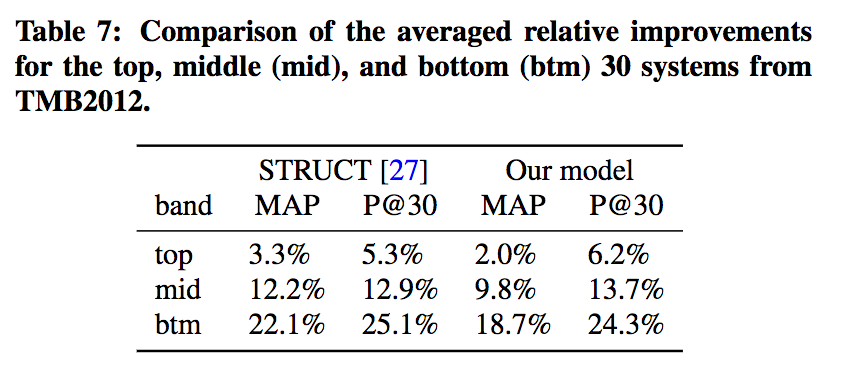 Table 7: Comparison of the averaged relative improvements
for the top, middle (mid), and bottom (btm) 30 systems from
TMB2012.
STRUCT [27] Our model
band MAP P@30 MAP P@30
top 3.3% 5.3% 2.0% 6.2%
mid 12.2% 12.9% 9.8% 13.7%
btm 22.1% 25.1% 18.7% 24.3%